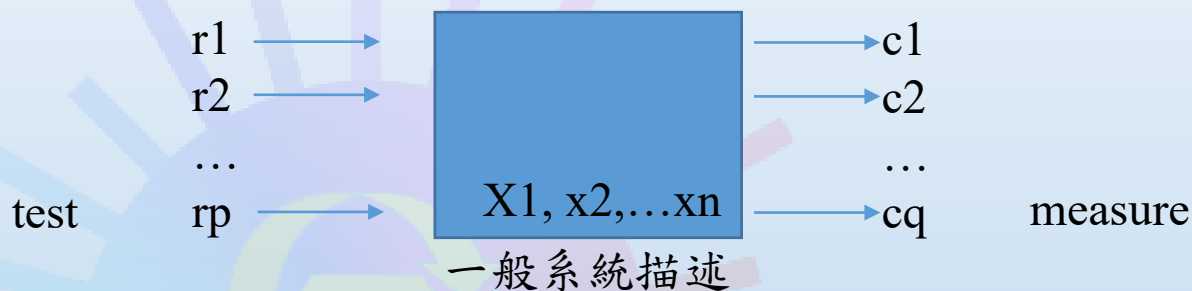 r1 c1
r2 c2
… …
test rp X1, x2,…xn cq measure
一般系統描述